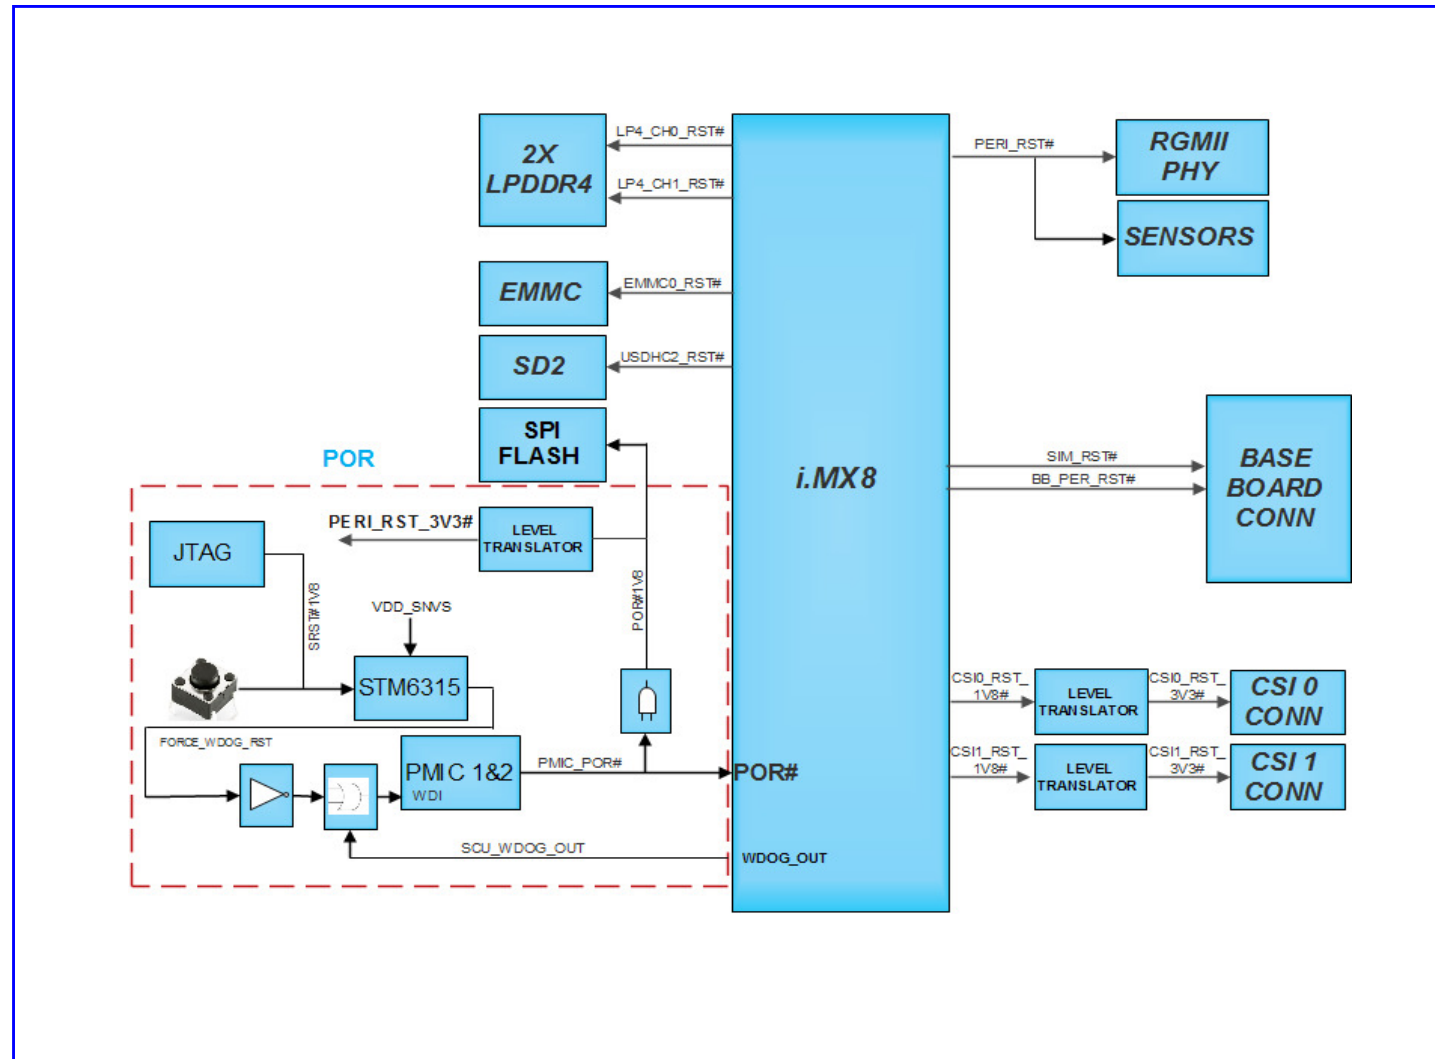 LP4_CH0_RST#
2X
LPDDR4
LP4_CH1_RST#
PERI_RST#
RGMII
PHY
SENSORS
EMMC
EMMC0_RST#
SD2
USDHC2_RST#
SPI
FLASH
POR
i.MX8
SIM_RST#
BB_PER_RST#
BASE
BOARD
CONN
PERI_RST_3V3#
LEVEL
TRANSLATOR
JTAG
SRST#1V8
VDD_SNVS
POR#1V8
STM6315
FORCE_WDOG_RST
PMIC 1&2
WDI
PMIC_POR#
POR#
SCU_WDOG_OUT
WDOG_OUT
CSI0_RST_
1V8#
LEVEL
TRANSLATOR
CSI0_RST_
3V3#
CSI 0
CONN
CSI1_RST_
1V8#
LEVEL
TRANSLATOR
CSI1_RST_
3V3#
CSI 1
CONN